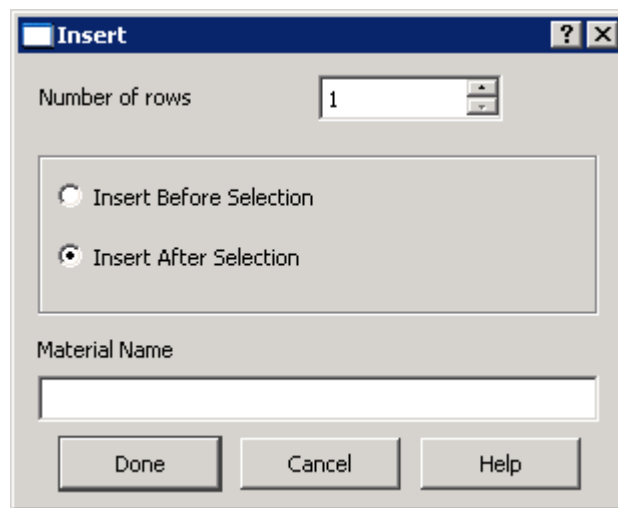 Insert
Number of rows 1
Insert Before Selection
Insert After Selection
Material Name
Done Cancel Help